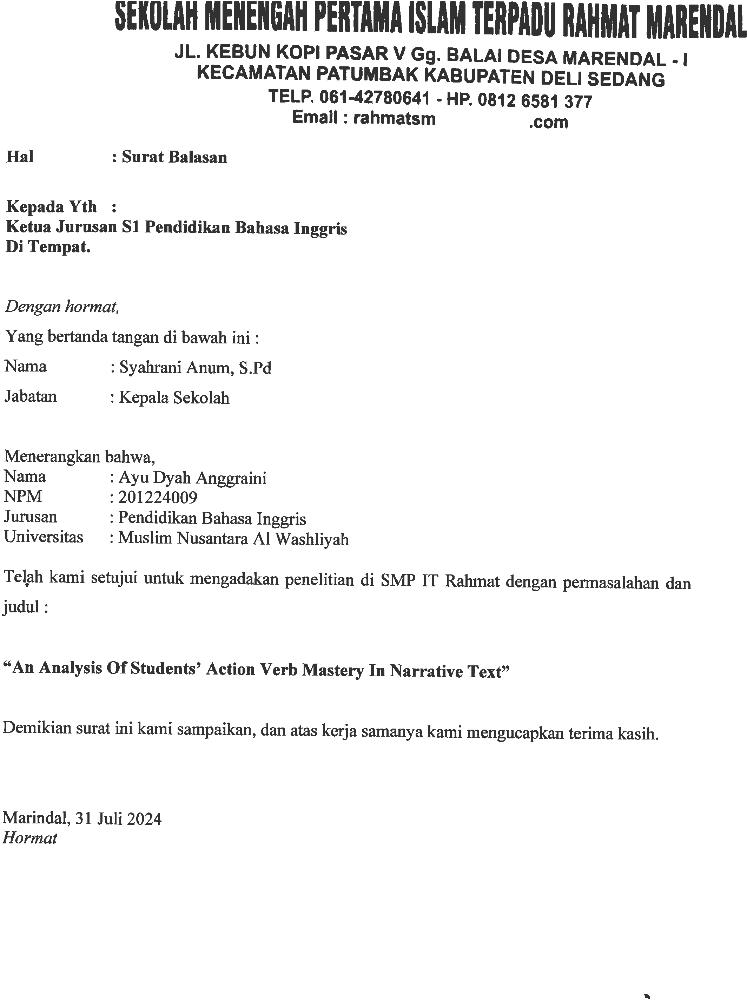 SEKOLAH MENENGAH PERTAMA ISLAM TERPADU RAHMAT MARENDAL
JL. KEBUN KOPI PASAR V Gg. BALAI DESA MARENDAL - I
KECAMATAN PATUMBAK KABUPATEN DELI SEDANG
TELP. 061-42780641 - HP. 0812 6581 377
Email : rahmatsm .com
Hal : Surat Balasan
Kepada Yth :
Ketua Jurusan S1 Pendidikan Bahasa Inggris
Di Tempat.
Dengan hormat,
Yang bertanda tangan di bawah ini :
Nama : Syahrani Anum, S.Pd
Jabatan : Kepala Sekolah
Menerangkan bahwa,
Nama : Ayu Dyah Anggraini
NPM : 201224009
Jurusan : Pendidikan Bahasa Inggris
Universitas : Muslim Nusantara Al Washliyah
Telah kami setujui untuk mengadakan penelitian di SMP IT Rahmat dengan permasalahan dan
judul :
“An Analysis Of Students’ Action Verb Mastery In Narrative Text”
Demikian surat ini kami sampaikan, dan atas kerja samanya kami mengucapkan terima kasih.
Marindal, 31 Juli 2024
Hormat